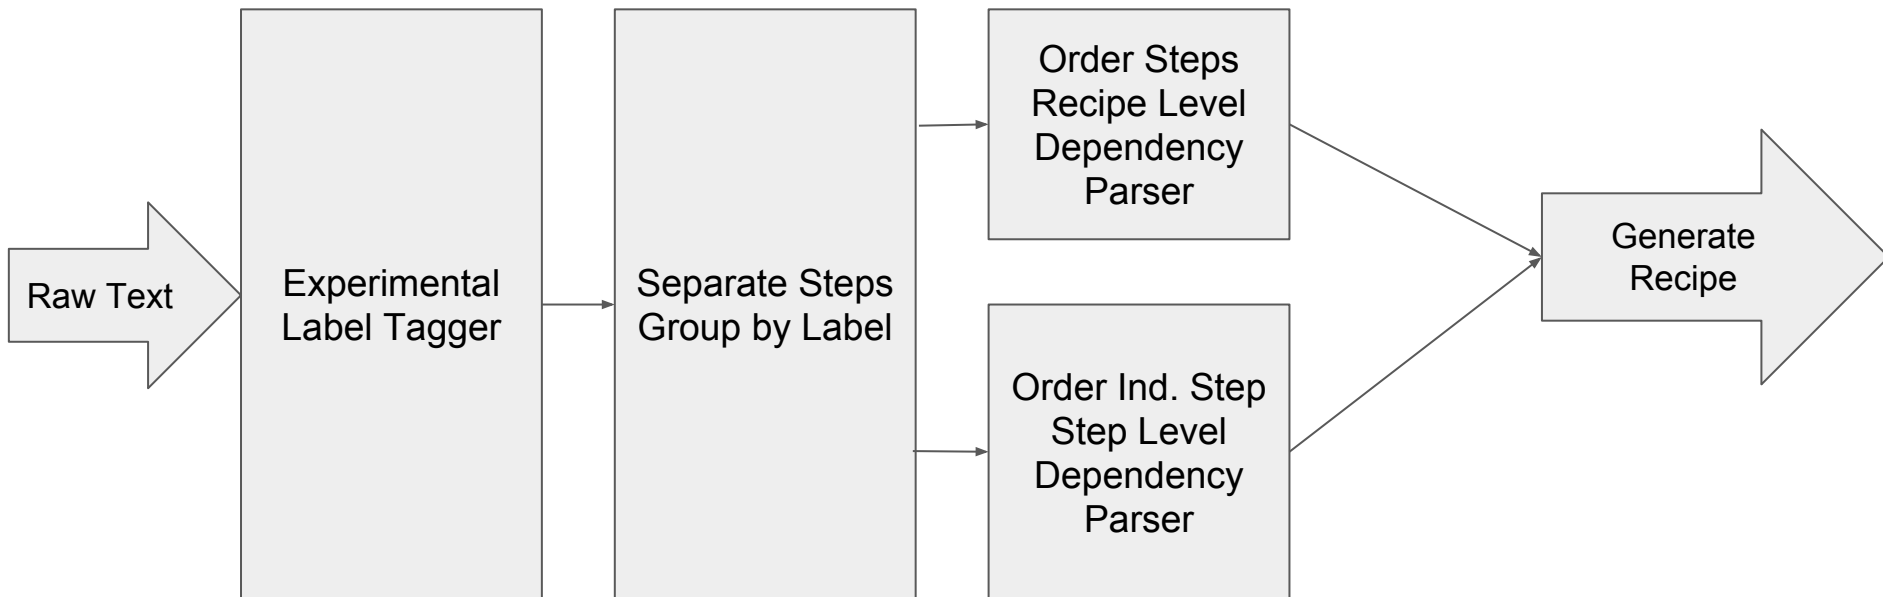 Raw Text
Experimental
Label Tagger
Separate Steps
Group by Label
Order Steps
Recipe Level
Dependency
Parser
Order Ind. Step
Step Level
Dependency
Parser
Generate
Recipe